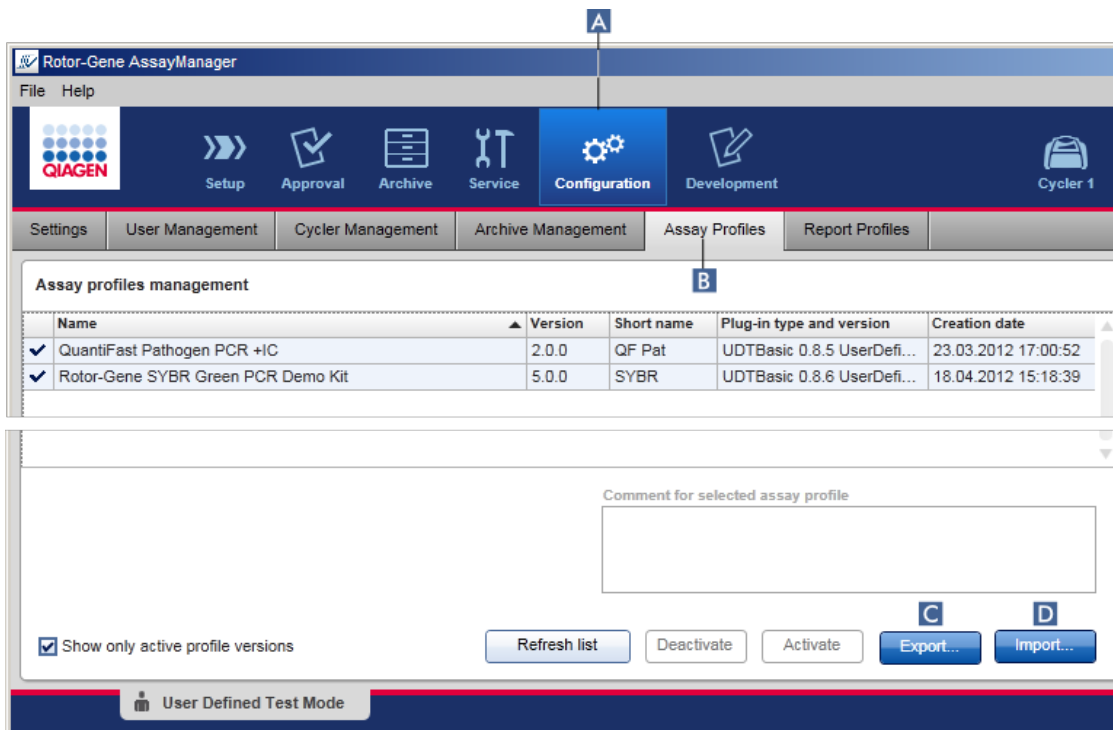 A
Rotor-Gene AssayManager
File Help
QIAGEN
Setup Approval Archive Service Configuration Development Cycler 1
Settings User Management Cycler Management Archive Management Assay Profiles Report Profiles
B
Assay profiles management
Name Version Short name Plug-in type and version Creation date
QuantiFast Pathogen PCR +IC 2.0.0 QF Pat UDTBasic 0.8.5 UserDefi... 23.03.2012 17:00:52
Rotor-Gene SYBR Green PCR Demo Kit 5.0.0 SYBR UDTBasic 0.8.6 UserDefi... 18.04.2012 15:18:39
Comment for selected assay profile
C D
Show only active profile versions Refresh list Deactivate Activate Export... Import...
User Defined Test Mode